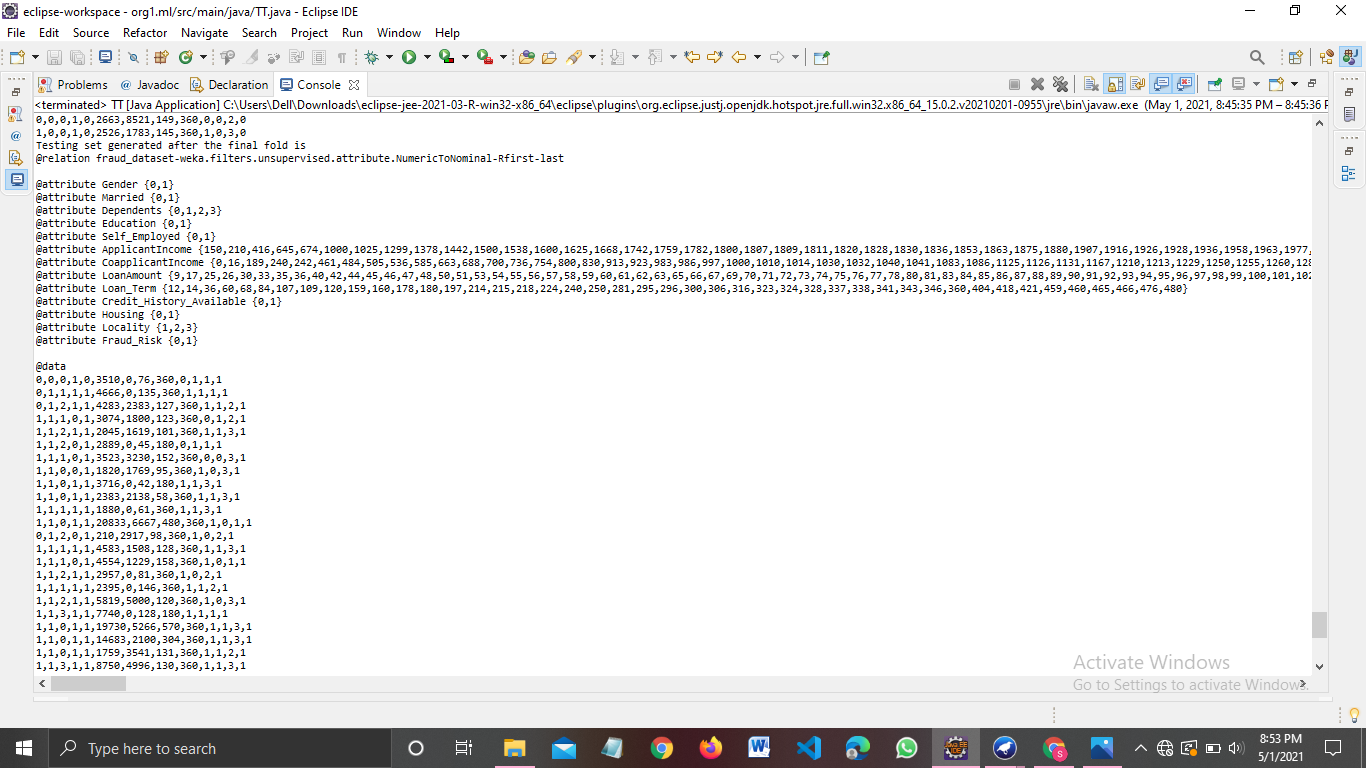 eclipse-workspace - org1.ml/src/main/java/TT.java - Eclipse IDE
File Edit Source Refactor Navigate Search Project Run Window Help
Problems @ Javadoc Declaration Console
<terminated> TT [Java Application] C:\Users\Dell\Downloads\eclipse-jee-2021-03-R-win32-x86_64\eclipse\plugins\org.eclipse.justj.openjdk.hotspot.jre.full.win32.x86_64_15.0.2.v20210201-0955\jre\bin\javaw.exe (May 1, 2021, 8:45:35 PM – 8:45:36 P
0,0,0,1,0,2663,8521,149,360,0,0,2,0
1,0,0,1,0,2526,1783,145,360,1,0,3,0
Testing set generated after the final fold is
@relation fraud_dataset-weka.filters.unsupervised.attribute.NumericToNominal-Rfirst-last
@attribute Gender {0,1}
@attribute Married {0,1}
@attribute Dependents {0,1,2,3}
@attribute Education {0,1}
@attribute Self_Employed {0,1}
@attribute ApplicantIncome {150,210,416,645,674,1000,1025,1299,1378,1442,1500,1538,1600,1625,1668,1742,1759,1782,1800,1807,1809,1811,1820,1828,1830,1836,1853,1863,1875,1880,1907,1916,1926,1928,1936,1958,1963,1977,
@attribute CoapplicantIncome {0,16,189,240,242,461,484,505,536,585,663,688,700,736,754,800,830,913,923,983,986,997,1000,1010,1014,1030,1032,1040,1041,1083,1086,1125,1126,1131,1167,1210,1213,1229,1250,1255,1260,128
@attribute LoanAmount {9,17,25,26,30,33,35,36,40,42,44,45,46,47,48,50,51,53,54,55,56,57,58,59,60,61,62,63,65,66,67,69,70,71,72,73,74,75,76,77,78,80,81,83,84,85,86,87,88,89,90,91,92,93,94,95,96,97,98,99,100,101,102
@attribute Loan_Term {12,14,36,60,68,84,107,109,120,159,160,178,180,197,214,215,218,224,240,250,281,295,296,300,306,316,323,324,328,337,338,341,343,346,360,404,418,421,459,460,465,466,476,480}
@attribute Credit_History_Available {0,1}
@attribute Housing {0,1}
@attribute Locality {1,2,3}
@attribute Fraud_Risk {0,1}
@data
0,0,0,1,0,3510,0,76,360,0,1,1,1
0,1,1,1,1,4666,0,135,360,1,1,1,1
0,1,2,1,1,4283,2383,127,360,1,1,2,1
1,1,1,0,1,3074,1800,123,360,0,1,2,1
1,1,2,1,1,2045,1619,101,360,1,1,3,1
1,1,2,0,1,2889,0,45,180,0,1,1,1
1,1,1,0,1,3523,3230,152,360,0,0,3,1
1,1,0,0,1,1820,1769,95,360,1,0,3,1
1,1,0,1,1,3716,0,42,180,1,1,3,1
1,1,0,1,1,2383,2138,58,360,1,1,3,1
1,1,1,1,1,1880,0,61,360,1,1,3,1
1,1,0,1,1,20833,6667,480,360,1,0,1,1
0,1,2,0,1,210,2917,98,360,1,0,2,1
1,1,1,1,1,4583,1508,128,360,1,1,3,1
1,1,1,0,1,4554,1229,158,360,1,0,1,1
1,1,2,1,1,2957,0,81,360,1,0,2,1
1,1,1,1,1,2395,0,146,360,1,1,2,1
1,1,2,1,1,5819,5000,120,360,1,0,3,1
1,1,3,1,1,7740,0,128,180,1,1,1,1
1,1,0,1,1,19730,5266,570,360,1,1,3,1
1,1,0,1,1,14683,2100,304,360,1,1,3,1
1,1,0,1,1,1759,3541,131,360,1,1,2,1
1,1,3,1,1,8750,4996,130,360,1,1,3,1
Activate Windows
Go to Settings to activate Windows.
Type here to search
8:53 PM
5/1/2021